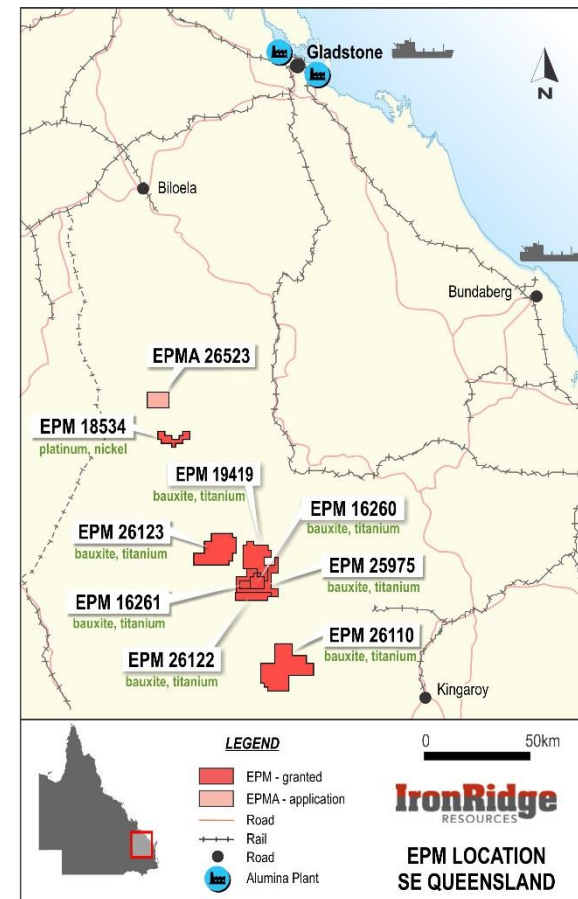 Gladstone
N
Biloela
Bundaberg
EPMA 26523
EPM 18534
platinum, nickel
EPM 19419
bauxite, titanium
EPM 16260
bauxite, titanium
EPM 26123
bauxite, titanium
EPM 25975
bauxite, titanium
EPM 16261
bauxite, titanium
EPM 26110
bauxite, titanium
EPM 26122
bauxite, titanium
Kingaroy
LEGEND
EPM - granted
EPMA - application
Road
Rail
Road
Alumina Plant
0 50km
IronRidge
RESOURCES
EPM LOCATION
SE QUEENSLAND